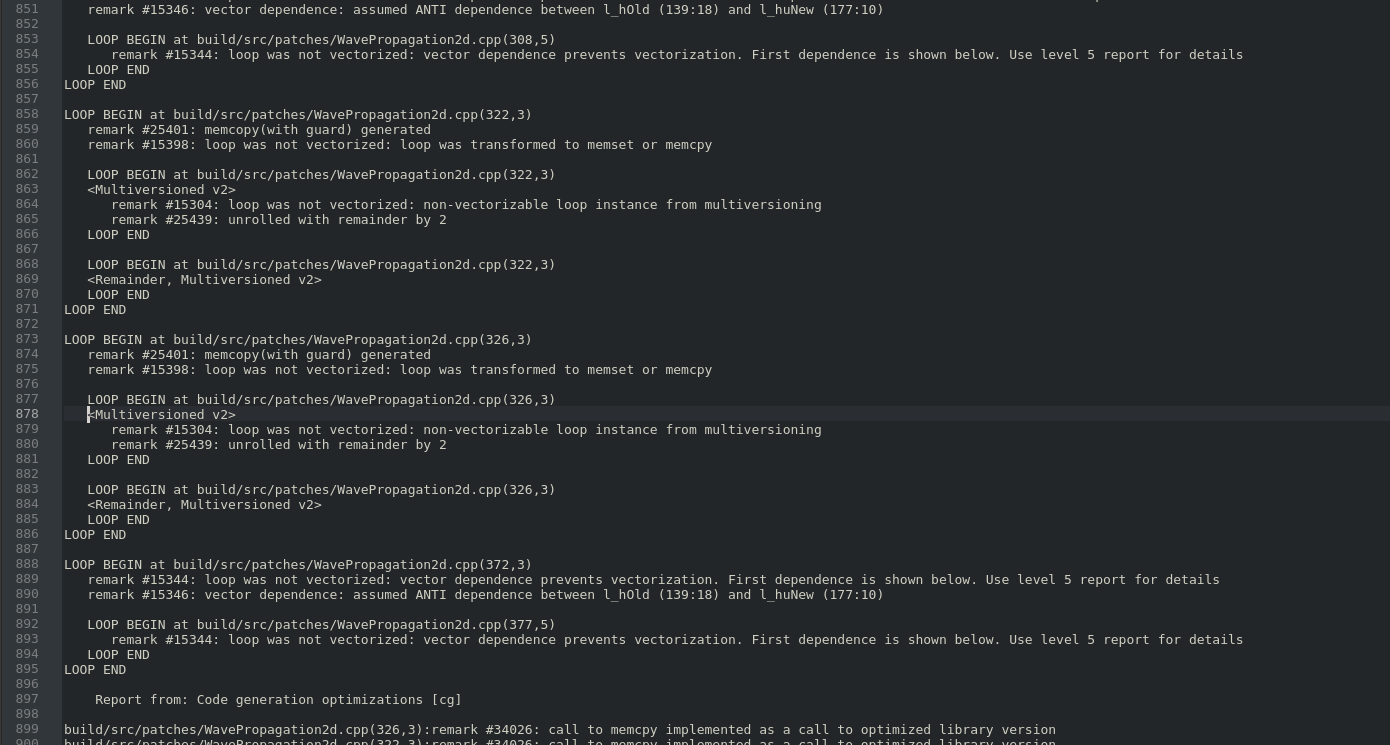 851 remark #15346: vector dependence: assumed ANTI dependence between l_hOld (139:18) and l_huNew (177:10)
852
853 LOOP BEGIN at build/src/patches/WavePropagation2d.cpp(308,5)
854 remark #15344: loop was not vectorized: vector dependence prevents vectorization. First dependence is shown below. Use level 5 report for details
855 LOOP END
856 LOOP END
857
858 LOOP BEGIN at build/src/patches/WavePropagation2d.cpp(322,3)
859 remark #25401: memcopy(with guard) generated
860 remark #15398: loop was not vectorized: loop was transformed to memset or memcpy
861
862 LOOP BEGIN at build/src/patches/WavePropagation2d.cpp(322,3)
863 <Multiversioned v2>
864 remark #15304: loop was not vectorized: non-vectorizable loop instance from multiversioning
865 remark #25439: unrolled with remainder by 2
866 LOOP END
867
868 LOOP BEGIN at build/src/patches/WavePropagation2d.cpp(322,3)
869 <Remainder, Multiversioned v2>
870 LOOP END
871 LOOP END
872
873 LOOP BEGIN at build/src/patches/WavePropagation2d.cpp(326,3)
874 remark #25401: memcopy(with guard) generated
875 remark #15398: loop was not vectorized: loop was transformed to memset or memcpy
876
877 LOOP BEGIN at build/src/patches/WavePropagation2d.cpp(326,3)
878 <Multiversioned v2>
879 remark #15304: loop was not vectorized: non-vectorizable loop instance from multiversioning
880 remark #25439: unrolled with remainder by 2
881 LOOP END
882
883 LOOP BEGIN at build/src/patches/WavePropagation2d.cpp(326,3)
884 <Remainder, Multiversioned v2>
885 LOOP END
886 LOOP END
887
888 LOOP BEGIN at build/src/patches/WavePropagation2d.cpp(372,3)
889 remark #15344: loop was not vectorized: vector dependence prevents vectorization. First dependence is shown below. Use level 5 report for details
890 remark #15346: vector dependence: assumed ANTI dependence between l_hOld (139:18) and l_huNew (177:10)
891
892 LOOP BEGIN at build/src/patches/WavePropagation2d.cpp(377,5)
893 remark #15344: loop was not vectorized: vector dependence prevents vectorization. First dependence is shown below. Use level 5 report for details
894 LOOP END
895 LOOP END
896
897 Report from: Code generation optimizations [cg]
898
899 build/src/patches/WavePropagation2d.cpp(326,3):remark #34026: call to memcpy implemented as a call to optimized library version
900 build/src/patches/WavePropagation2d.cpp(322,3):remark #34026: call to memcpy implemented as a call to optimized library version